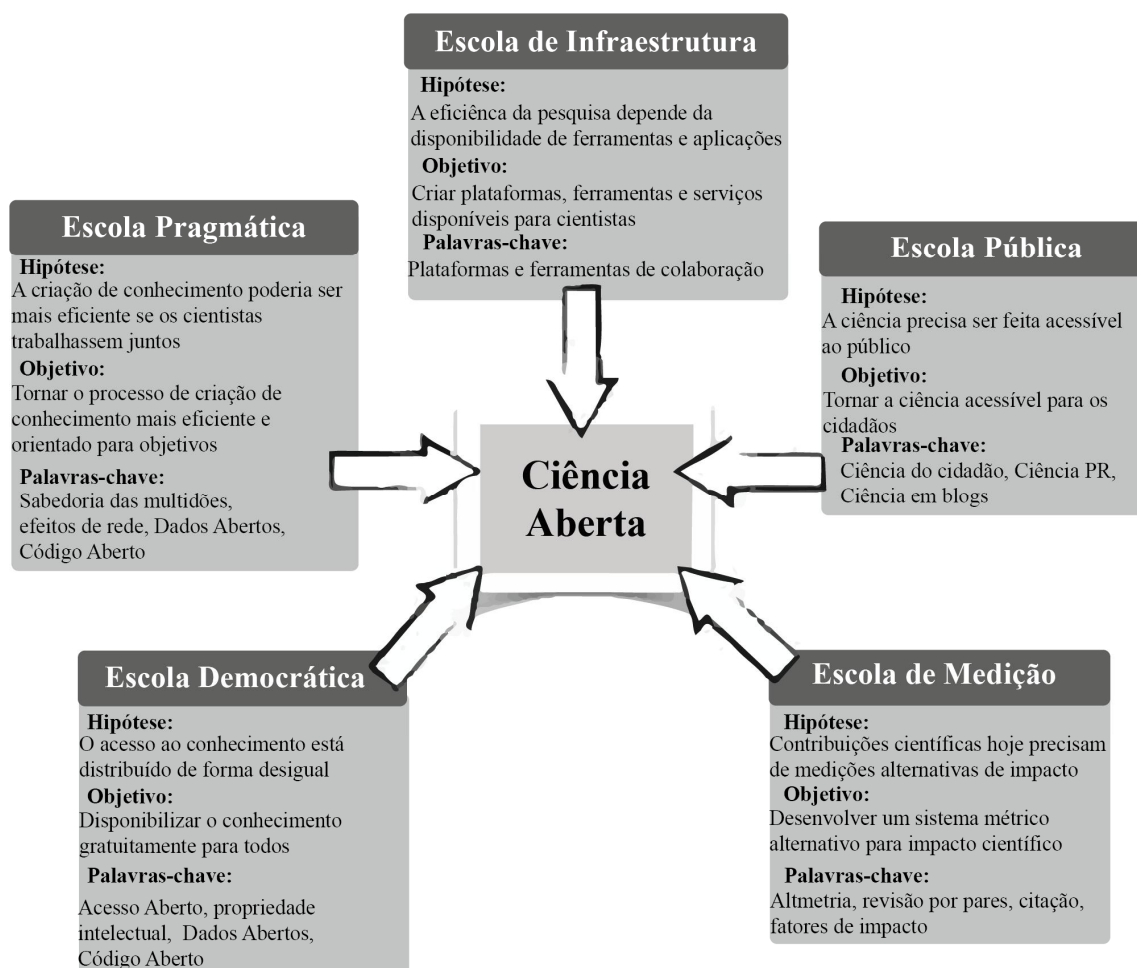 Escola de Infraestrutura
Hipótese:
A eficiênca da pesquisa depende da
disponibilidade de ferramentas e aplicações
Objetivo:
Criar plataformas, ferramentas e serviços
disponíveis para cientistas
Palavras-chave:
Plataformas e ferramentas de colaboração
Escola Pragmática
Hipótese:
A criação de conhecimento poderia ser
mais eficiente se os cientistas
trabalhassem juntos
Objetivo:
Tornar o processo de criação de
conhecimento mais eficiente e
orientado para objetivos
Palavras-chave:
Sabedoria das multidões,
efeitos de rede, Dados Abertos,
Código Aberto
Escola Pública
Hipótese:
A ciência precisa ser feita acessível
ao público
Objetivo:
Tornar a ciência acessível para os
cidadãos
Palavras-chave:
Ciência do cidadão, Ciência PR,
Ciência em blogs
Ciência
Aberta
Escola Democrática
Hipótese:
O acesso ao conhecimento está
distribuído de forma desigual
Objetivo:
Disponibilizar o conhecimento
gratuitamente para todos
Palavras-chave:
Acesso Aberto, propriedade
intelectual, Dados Abertos,
Código Aberto
Escola de Medição
Hipótese:
Contribuições científicas hoje precisam
de medições alternativas de impacto
Objetivo:
Desenvolver um sistema métrico
alternativo para impacto científico
Palavras-chave:
Altmetria, revisão por pares, citação,
fatores de impacto